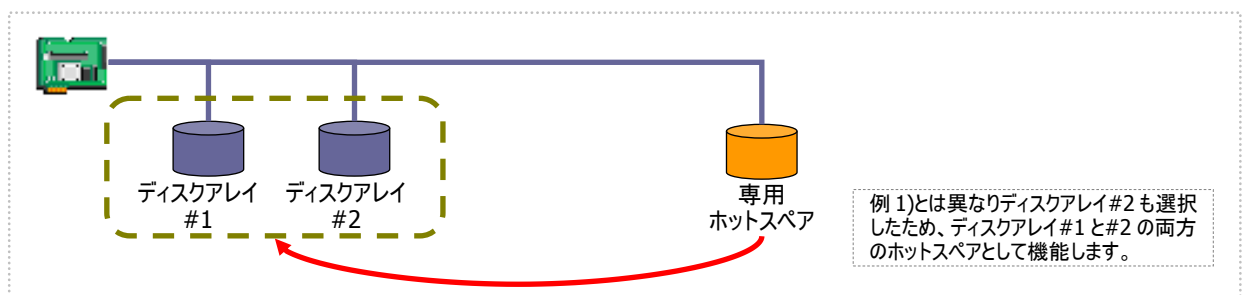 ディスクアレイ
#1
ディスクアレイ
#2
専用
ホットスペア
例 1)とは異なりディスクアレイ#2 も選択
したため、ディスクアレイ#1 と#2 の両方
のホットスペアとして機能します。